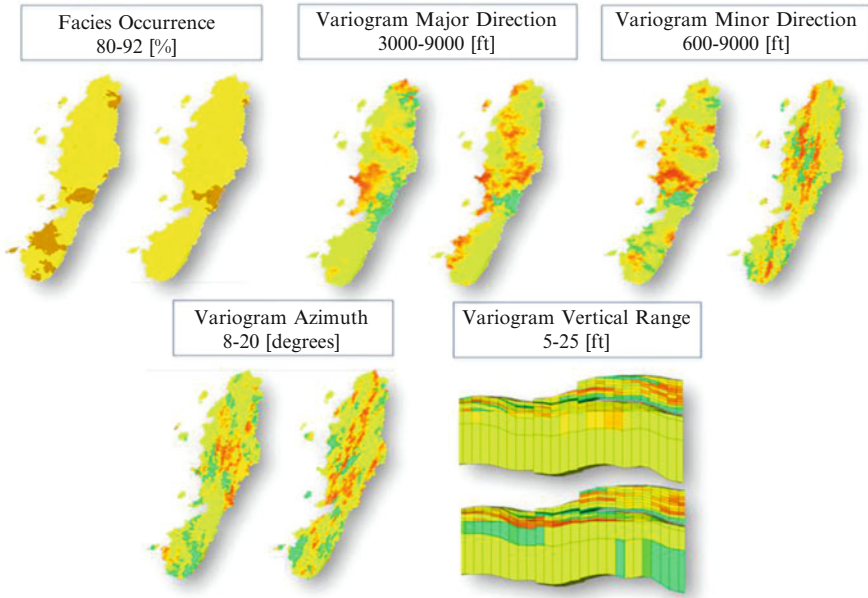 Facies Occurrence
80-92 [%]
Variogram Major Direction
3000-9000 [ft]
Variogram Minor Direction
600-9000 [ft]
Variogram Azimuth
8-20 [degrees]
Variogram Vertical Range
5-25 [ft]